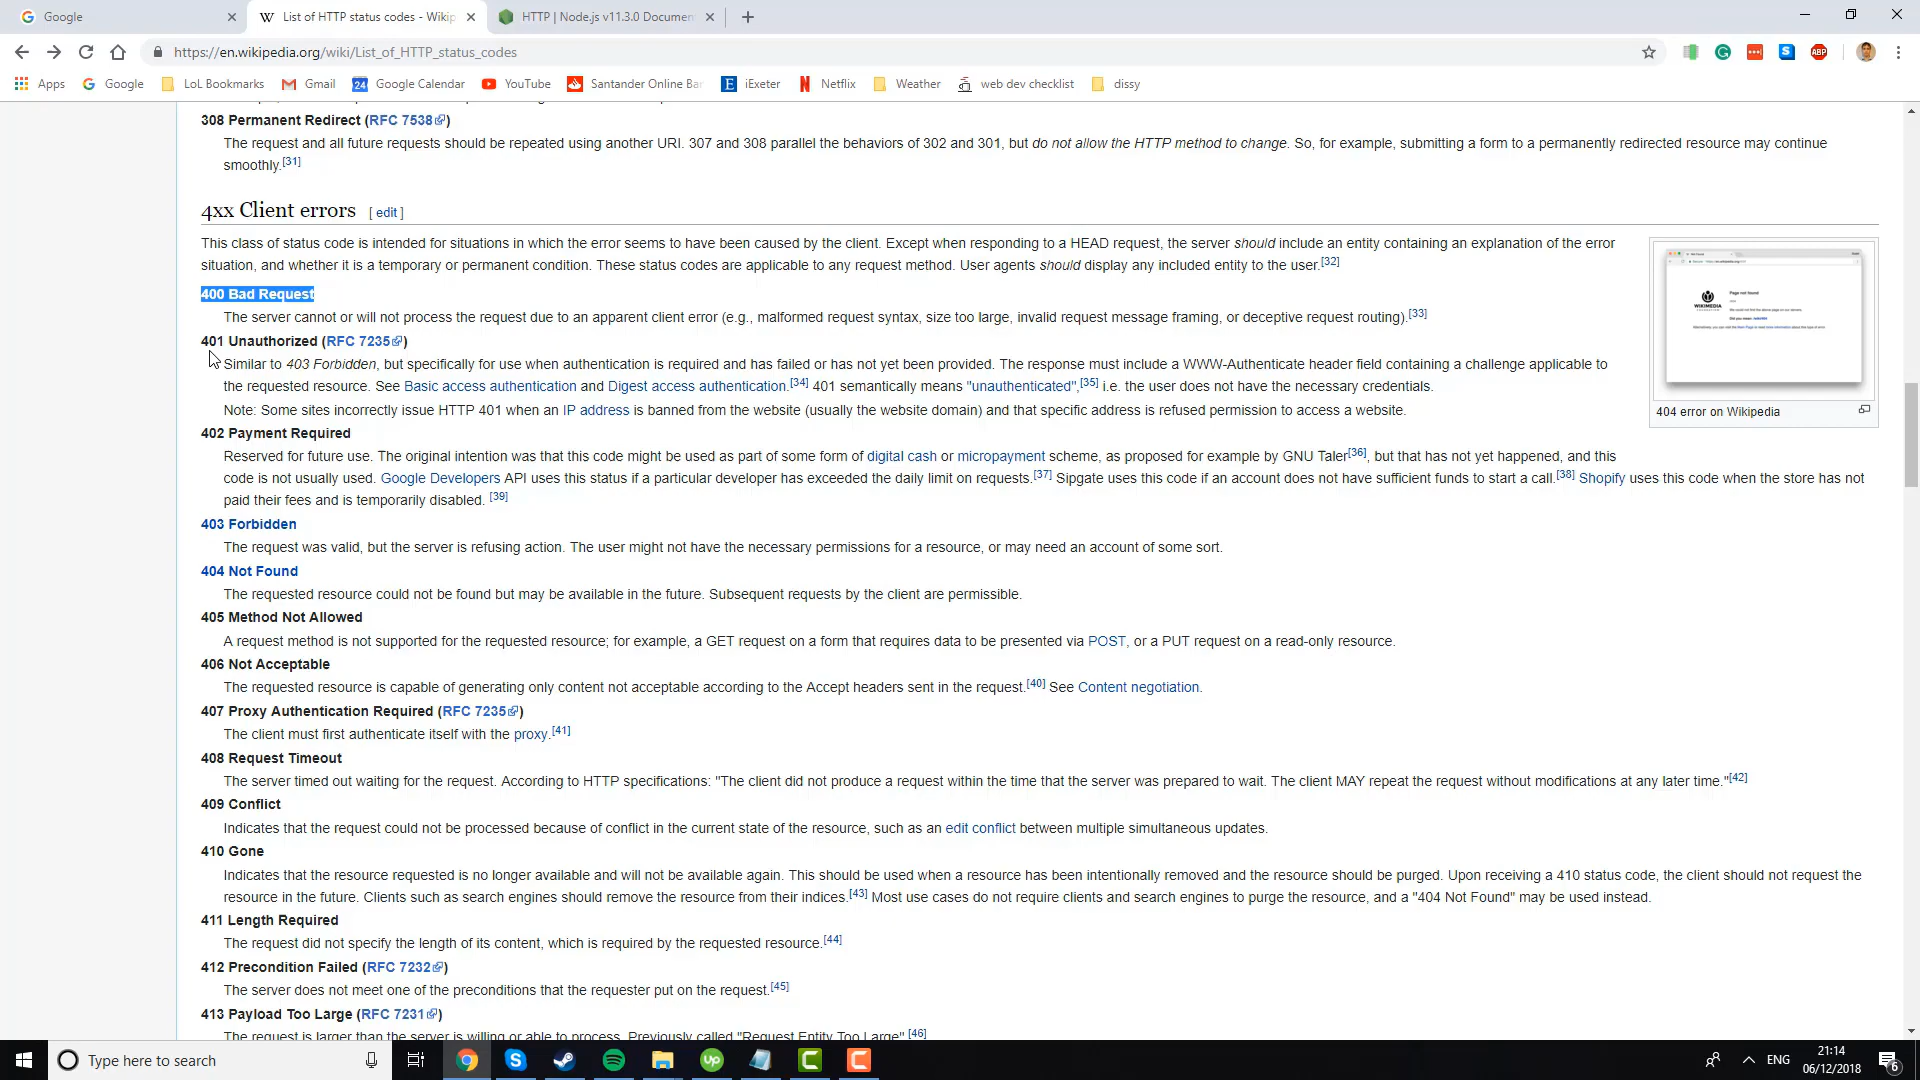 Google
List of HTTP status codes - Wikip
HTTP | Node.js v11.3.0 Documen
https://en.wikipedia.org/wiki/List_of_HTTP_status_codes
ABP
Apps
Google
LoL Bookmarks
Gmail
24
Google Calendar
YouTube
Santander Online Ban
iExeter
Netflix
Weather
web dev checklist
dissy
308 Permanent Redirect (RFC 7538)
The request and all future requests should be repeated using another URI. 307 and 308 parallel the behaviors of 302 and 301, but do not allow the HTTP method to change. So, for example, submitting a form to a permanently redirected resource may continue
smoothly.[31]
4xx Client errors [ edit ]
This class of status code is intended for situations in which the error seems to have been caused by the client. Except when responding to a HEAD request, the server should include an entity containing an explanation of the error
situation, and whether it is a temporary or permanent condition. These status codes are applicable to any request method. User agents should display any included entity to the user.[32]
400 Bad Request
The server cannot or will not process the request due to an apparent client error (e.g., malformed request syntax, size too large, invalid request message framing, or deceptive request routing).[33]
401 Unauthorized (RFC 7235)
Similar to 403 Forbidden, but specifically for use when authentication is required and has failed or has not yet been provided. The response must include a WWW-Authenticate header field containing a challenge applicable to
the requested resource. See Basic access authentication and Digest access authentication.[34] 401 semantically means "unauthenticated",[35] i.e. the user does not have the necessary credentials.
Note: Some sites incorrectly issue HTTP 401 when an IP address is banned from the website (usually the website domain) and that specific address is refused permission to access a website.
Page not found
WIKIMEDIA
404 error on Wikipedia
402 Payment Required
Reserved for future use. The original intention was that this code might be used as part of some form of digital cash or micropayment scheme, as proposed for example by GNU Taler[36], but that has not yet happened, and this
code is not usually used. Google Developers API uses this status if a particular developer has exceeded the daily limit on requests.[37] Sipgate uses this code if an account does not have sufficient funds to start a call.[38] Shopify uses this code when the store has not
paid their fees and is temporarily disabled. [39]
403 Forbidden
The request was valid, but the server is refusing action. The user might not have the necessary permissions for a resource, or may need an account of some sort.
404 Not Found
The requested resource could not be found but may be available in the future. Subsequent requests by the client are permissible.
405 Method Not Allowed
A request method is not supported for the requested resource; for example, a GET request on a form that requires data to be presented via POST, or a PUT request on a read-only resource.
406 Not Acceptable
The requested resource is capable of generating only content not acceptable according to the Accept headers sent in the request.[40] See Content negotiation.
407 Proxy Authentication Required (RFC 7235)
The client must first authenticate itself with the proxy.[41]
408 Request Timeout
The server timed out waiting for the request. According to HTTP specifications: "The client did not produce a request within the time that the server was prepared to wait. The client MAY repeat the request without modifications at any later time."[42]
409 Conflict
Indicates that the request could not be processed because of conflict in the current state of the resource, such as an edit conflict between multiple simultaneous updates.
410 Gone
Indicates that the resource requested is no longer available and will not be available again. This should be used when a resource has been intentionally removed and the resource should be purged. Upon receiving a 410 status code, the client should not request the
resource in the future. Clients such as search engines should remove the resource from their indices.[43] Most use cases do not require clients and search engines to purge the resource, and a "404 Not Found" may be used instead.
411 Length Required
The request did not specify the length of its content, which is required by the requested resource.[44]
412 Precondition Failed (RFC 7232)
The server does not meet one of the preconditions that the requester put on the request.[45]
413 Payload Too Large (RFC 7231)
The request is larger than the server is willing or able to process. Previously called "Request Entity Too Large".[46]
Type here to search
ENG
21:14
06/12/2018
6